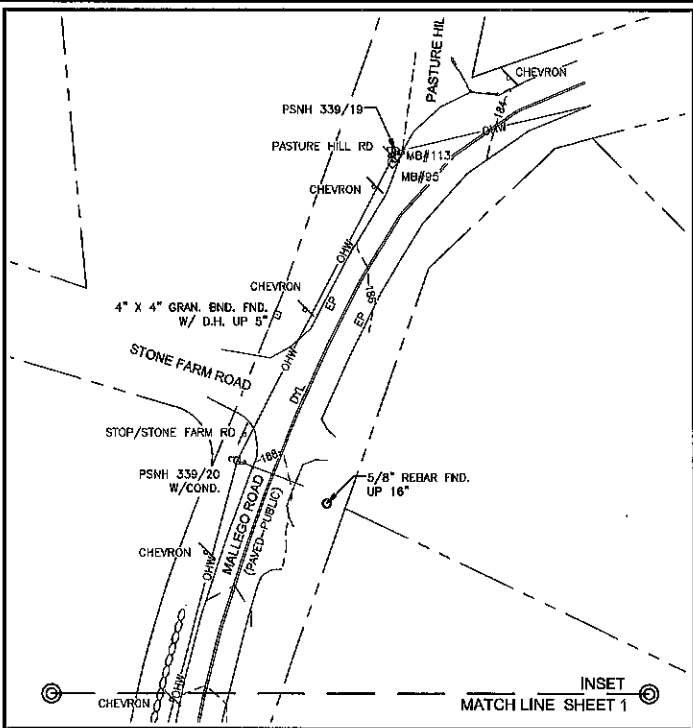 PASTURE HIL
CHEVRON
PSNH 339/19
184
OHW
PASTURE HILL RD
MB#113
MB#95
CHEVRON
OHW
CHEVRON
186
EP
4" X 4" GRAN. BND. FND.
W/ D.H. UP 5"
EP
STONE FARM ROAD
OHW
DYL
STOP/STONE FARM RD
188
PSNH 339/20
W/COND.
5/8" REBAR FND.
UP 16"
MALLEGO ROAD
(PAVED-PUBLIC)
CHEVRON
OHW
INSET
MATCH LINE SHEET 1
CHEVRON
OHW